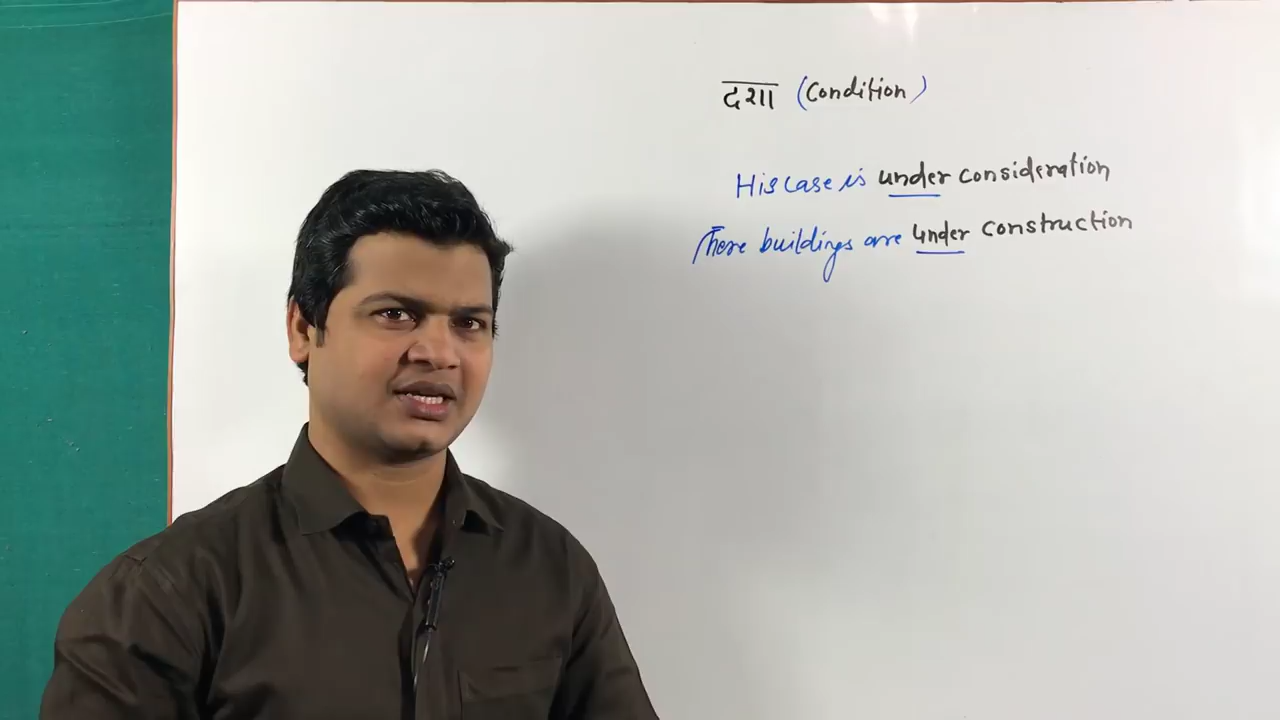 दशा (Condition)
His case is under consideration
These buildings are under construction